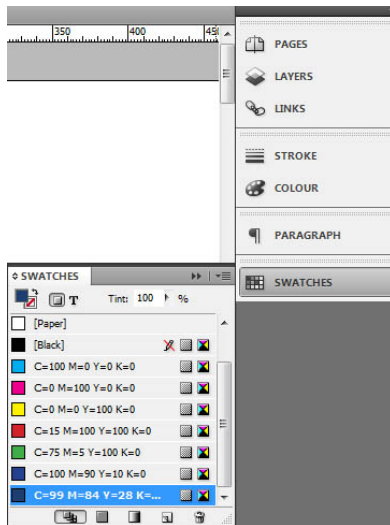 350 400 45
PAGES
LAYERS
LINKS
STROKE
COLOUR
PARAGRAPH
SWATCHES
SWATCHES
T Tint: 100 %
[Paper]
[Black]
C=100 M=0 Y=0 K=0
C=0 M=100 Y=0 K=0
C=0 M=0 Y=100 K=0
C=15 M=100 Y=100 K=0
C=75 M=5 Y=100 K=0
C=100 M=90 Y=10 K=0
C=99 M=84 Y=28 K=...